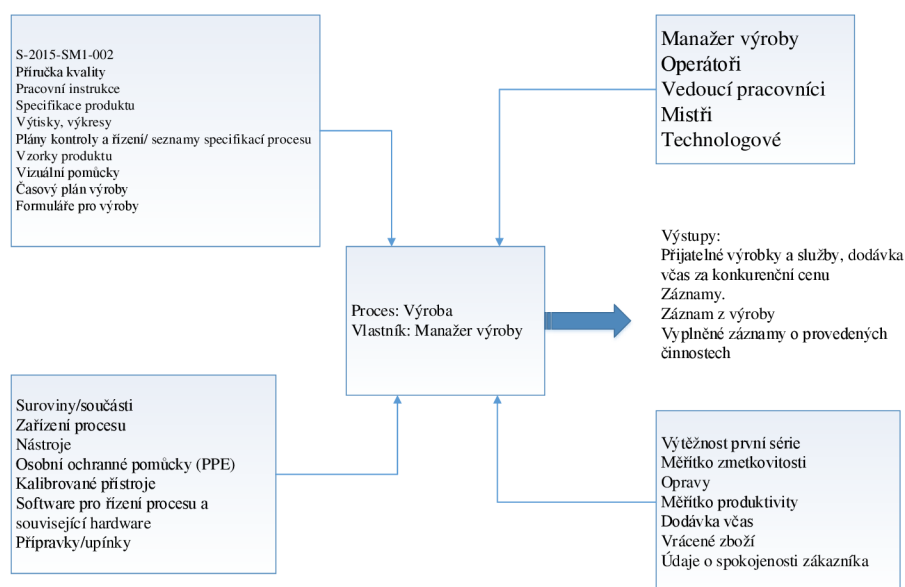 S-2015-SM1-002
Příručka kvality
Pracovní instrukce
Specifikace produktu
Výtisky, výkresy
Plány kontroly a řízení/ seznamy specifikací procesu
Vzorky produktu
Vizuální pomůcky
Časový plán výroby
Formuláře pro výroby
Manažer výroby
Operátoři
Vedoucí pracovníci
Mistři
Technologové
Proces: Výroba
Vlastník: Manažer výroby
Výstupy:
Přijatelné výrobky a služby, dodávka
včas za konkurenční cenu
Záznamy.
Záznam z výroby
Vyplněné záznamy o provedených
činnostech
Suroviny/součásti
Zařízení procesu
Nástroje
Osobní ochranné pomůcky (PPE)
Kalibrované přístroje
Software pro řízení procesu a
související hardware
Přípravky/upínky
Výtěžnost první série
Měřítko zmetkovitosti
Opravy
Měřítko produktivity
Dodávka včas
Vrácené zboží
Údaje o spokojenosti zákazníka